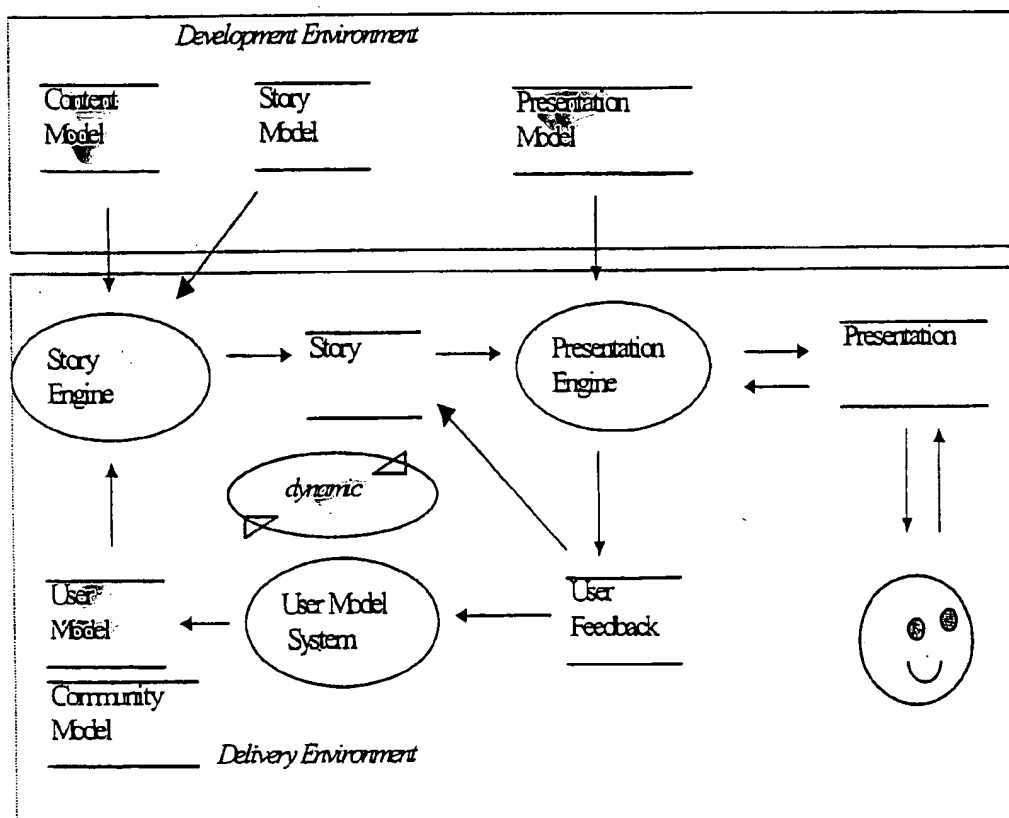 Development Environment
Content
Model
Story
Model
Presentation
Model
Story
Engine
Story
Presentation
Engine
Presentation
dynamic
User
Model
User Model
System
User
Feedback
Community
Model
Delivery Environment